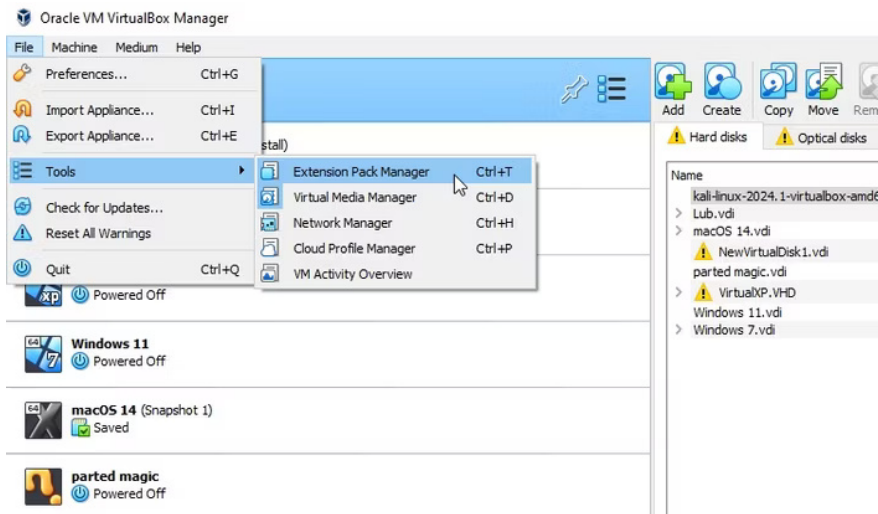 Oracle VM VirtualBox Manager
File Machine Medium Help
Preferences... Ctrl+G
Import Appliance... Ctrl+I
Export Appliance... Ctrl+E
Tools
Check for Updates...
Reset All Warnings
Quit Ctrl+Q
Extension Pack Manager Ctrl+T
Virtual Media Manager Ctrl+D
Network Manager Ctrl+H
Cloud Profile Manager Ctrl+P
VM Activity Overview
stall)
xp Powered Off
64 Windows 11
7 Powered Off
64 macOS 14 (Snapshot 1)
X Saved
parted magic
Powered Off
Add Create Copy Move Rem
Hard disks Optical disks
Name
kali-linux-2024.1-virtualbox-amd6
Lub.vdi
macOS 14.vdi
NewVirtualDisk1.vdi
parted magic.vdi
VirtualXP.VHD
Windows 11.vdi
Windows 7.vdi